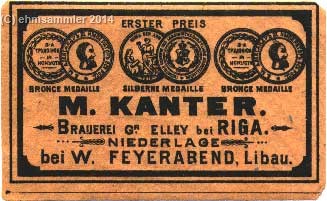 (C) ehnsammler 2014
ERSTER PREIS
BRONCE MEDAILLE SILBERNE MEDAILLE BRONCE MEDAILLE
M. KANTER.
BRAUEREI Gr. ELLEY bei RIGA.
NIEDERLAGE
bei W. FEYERABEND, Libau.